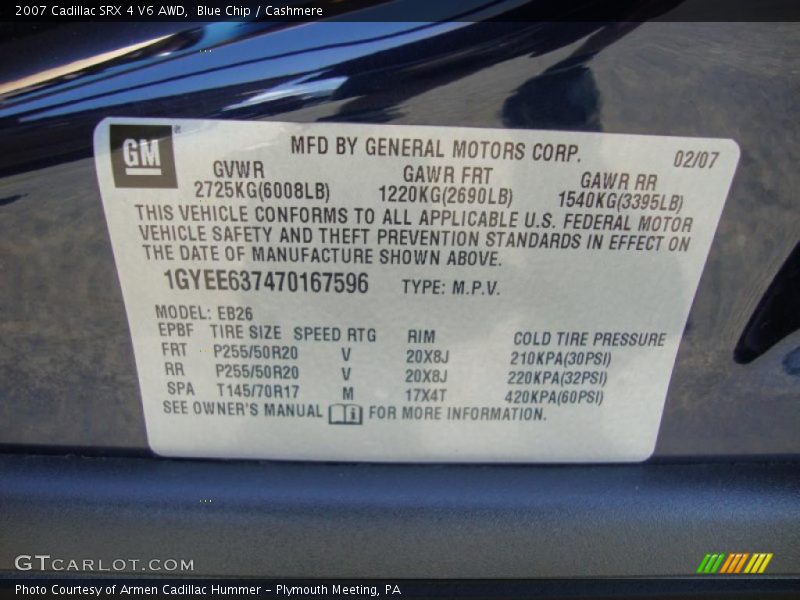 2007 Cadillac SRX 4 V6 AWD, Blue Chip / Cashmere
GM
MFD BY GENERAL MOTORS CORP. 02/07
GVWR GAWR FRT GAWR RR
2725KG(6008LB) 1220KG(2690LB) 1540KG(3395LB)
THIS VEHICLE CONFORMS TO ALL APPLICABLE U.S. FEDERAL MOTOR
VEHICLE SAFETY AND THEFT PREVENTION STANDARDS IN EFFECT ON
THE DATE OF MANUFACTURE SHOWN ABOVE.
1GYEE637470167596 TYPE: M.P.V.
MODEL: EB26
EPBF TIRE SIZE SPEED RTG RIM COLD TIRE PRESSURE
FRT P255/50R20 V 20X8J 210KPA(30PSI)
RR P255/50R20 V 20X8J 220KPA(32PSI)
SPA T145/70R17 M 17X4T 420KPA(60PSI)
SEE OWNER'S MANUAL FOR MORE INFORMATION.
GTCARLOT.COM
Photo Courtesy of Armen Cadillac Hummer - Plymouth Meeting, PA